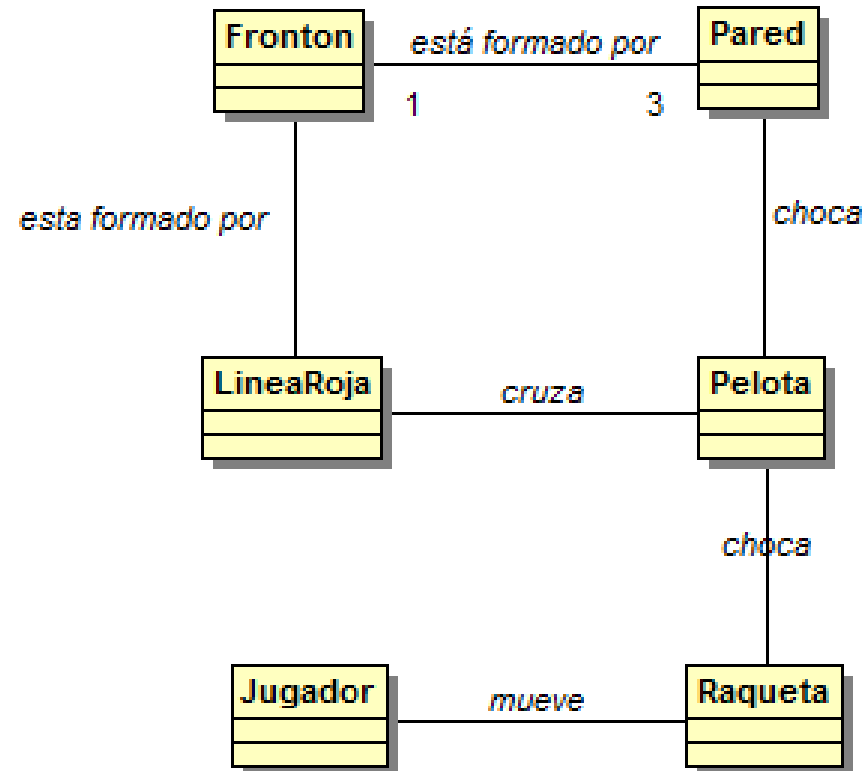 Fronton
está formado por
Pared
1
3
esta formado por
choca
LineaRoja
cruza
Pelota
choca
Jugador
mueve
Raqueta